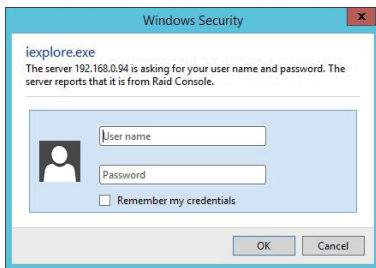 Windows Security
x
iexplore.exe
The server 192.168.0.94 is asking for your user name and password. The
server reports that it is from Raid Console.
User name
Password
Remember my credentials
OK Cancel